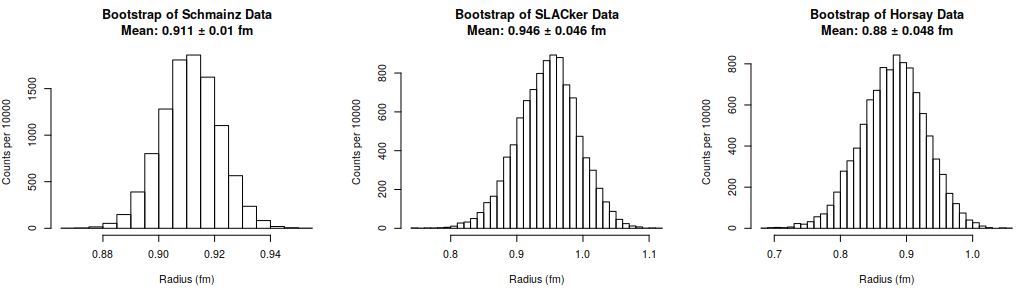 Bootstrap of Schmainz Data
Mean: 0.911 ± 0.01 fm
Counts per 10000
0 500 1000 1500
0.88 0.90 0.92 0.94
Radius (fm)
Bootstrap of SLACker Data
Mean: 0.946 ± 0.046 fm
Counts per 10000
0 200 400 600 800
0.8 0.9 1.0 1.1
Radius (fm)
Bootstrap of Horsay Data
Mean: 0.88 ± 0.048 fm
Counts per 10000
0 200 400 600 800
0.7 0.8 0.9 1.0
Radius (fm)